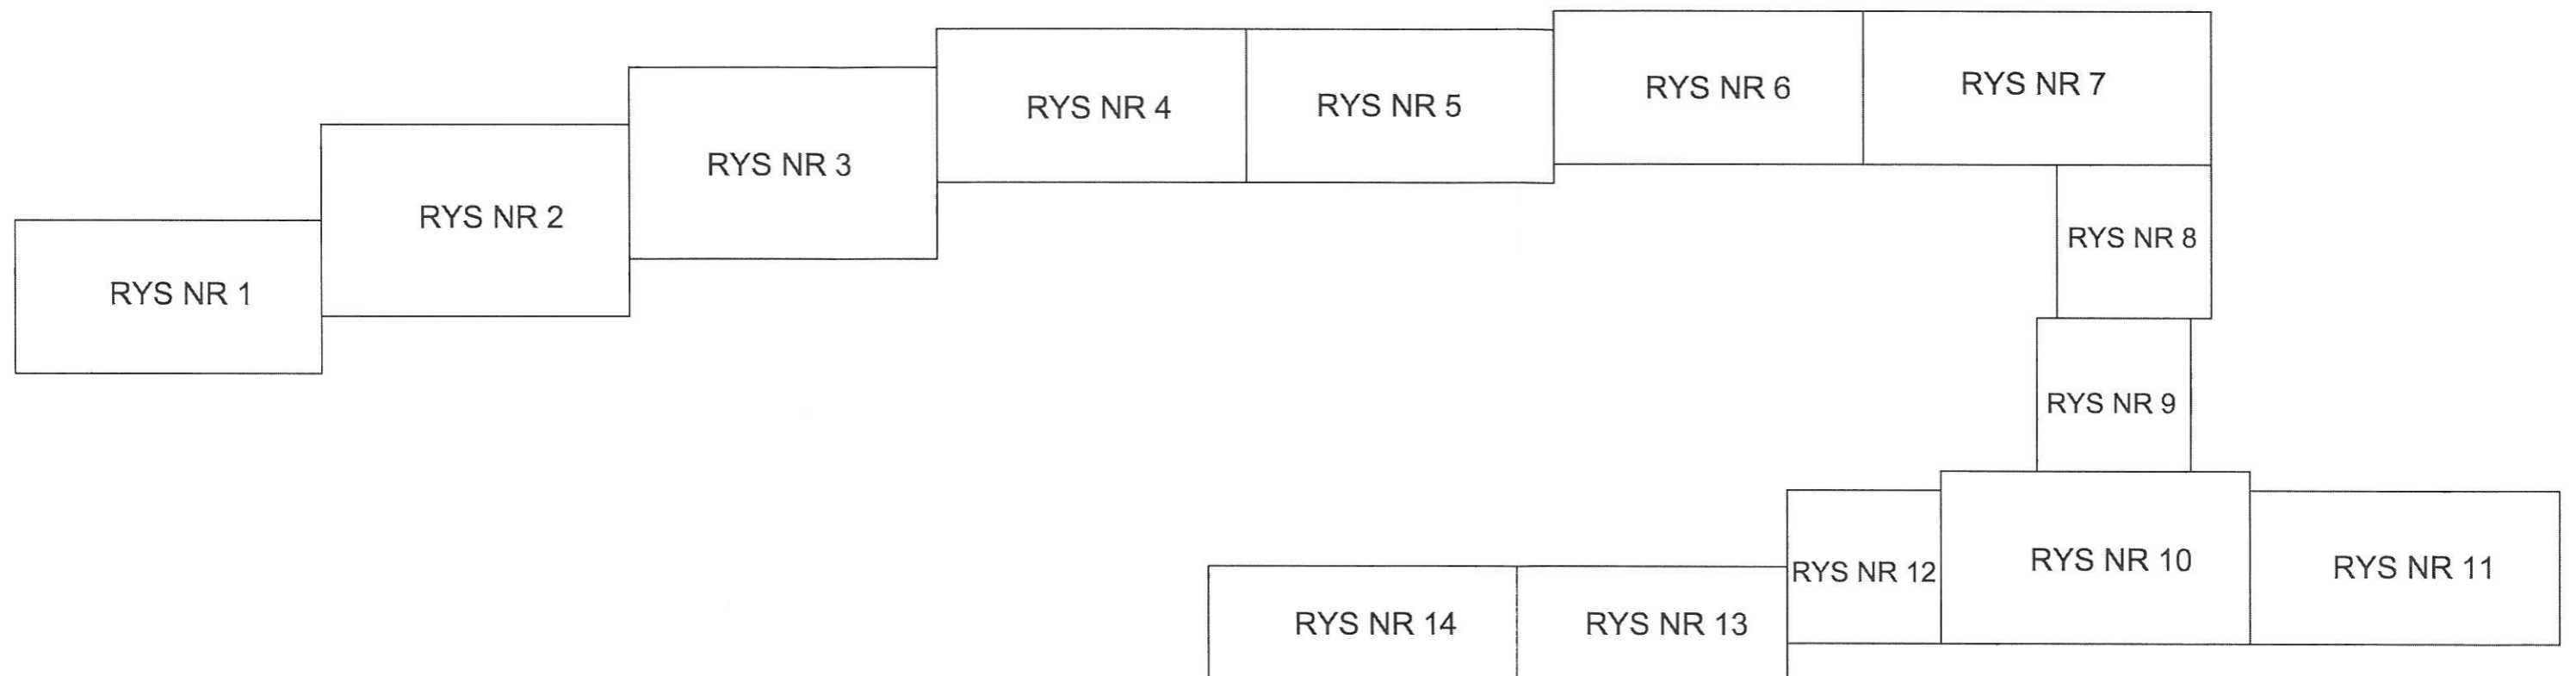 RYS NR 1
RYS NR 2
RYS NR 3
RYS NR 4
RYS NR 5
RYS NR 6
RYS NR 7
RYS NR 8
RYS NR 9
RYS NR 10
RYS NR 11
RYS NR 12
RYS NR 13
RYS NR 14